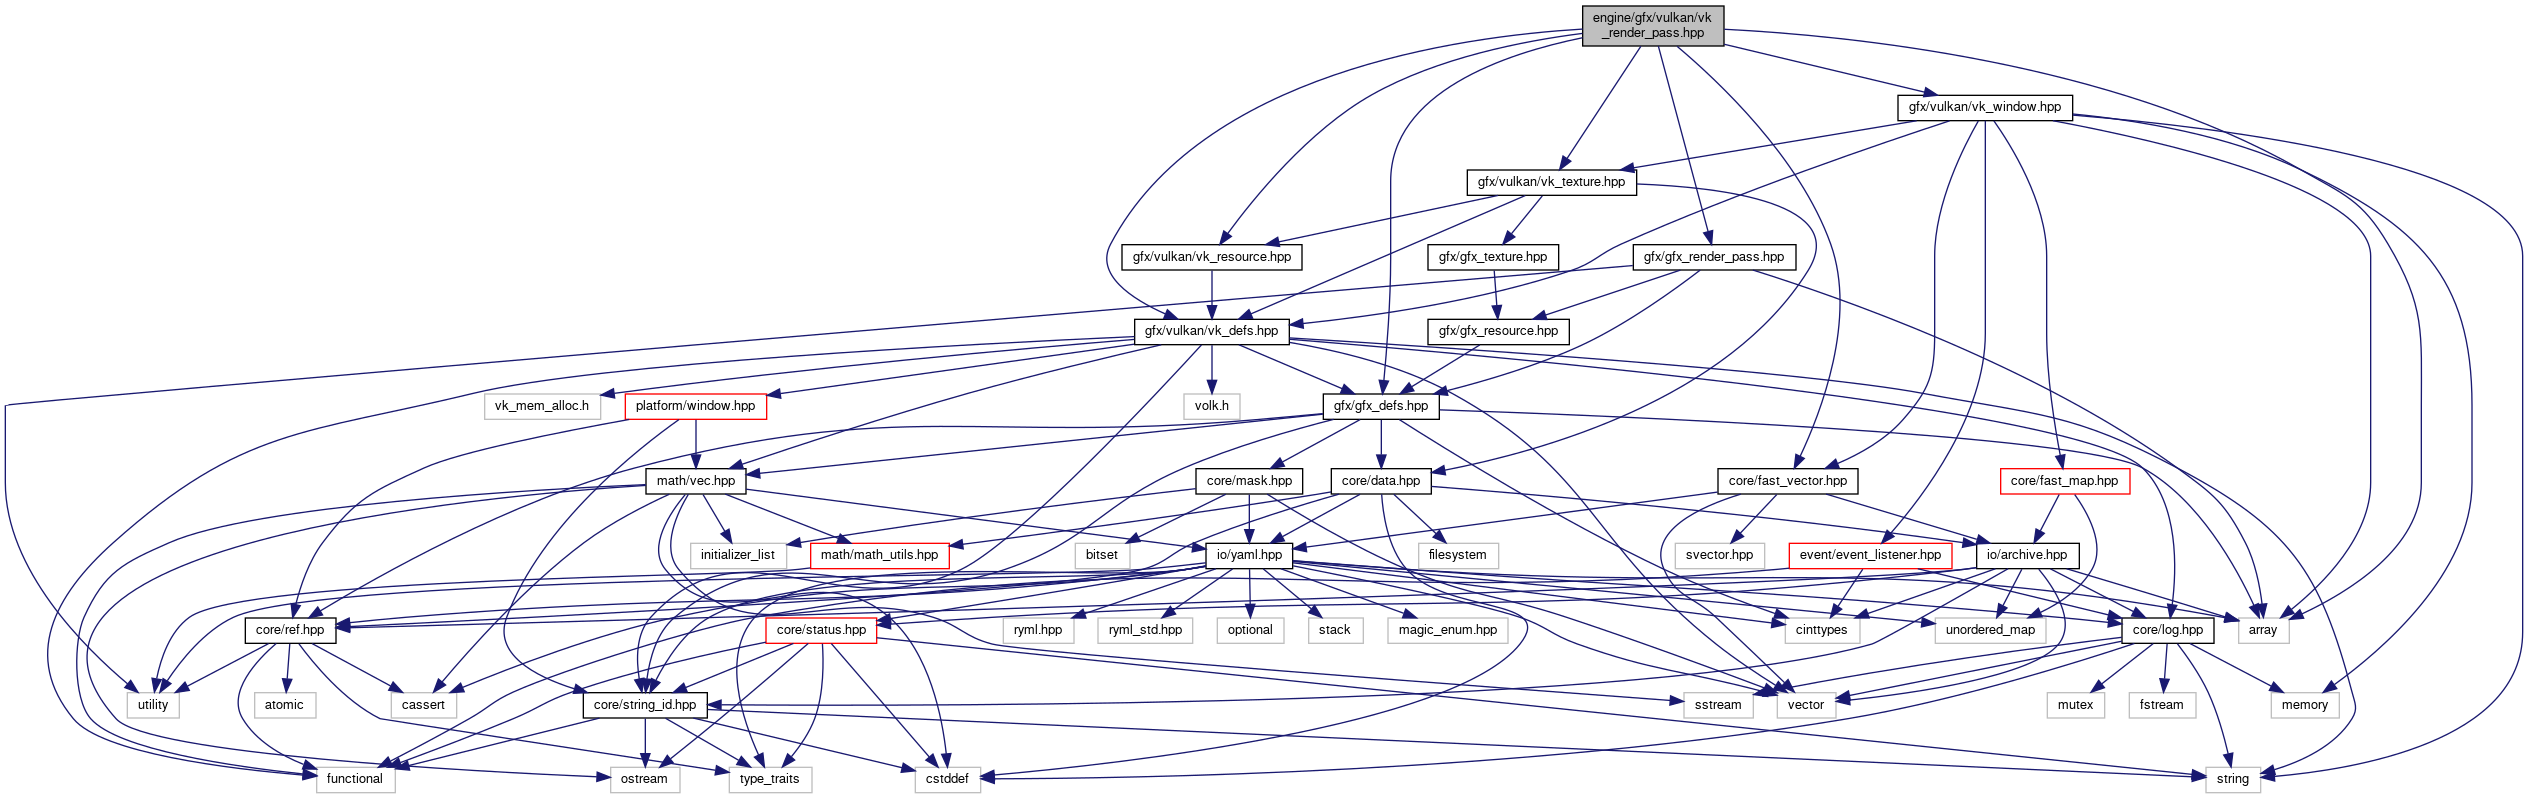 engine/gfx/vulkan/vk
_render_pass.hpp
gfx/vulkan/vk_window.hpp
gfx/vulkan/vk_texture.hpp
gfx/vulkan/vk_resource.hpp
gfx/gfx_texture.hpp
gfx/gfx_render_pass.hpp
gfx/vulkan/vk_defs.hpp
gfx/gfx_resource.hpp
vk_mem_alloc.h
platform/window.hpp
volk.h
gfx/gfx_defs.hpp
math/vec.hpp
core/mask.hpp
core/data.hpp
core/fast_vector.hpp
core/fast_map.hpp
initializer_list
math/math_utils.hpp
bitset
io/yaml.hpp
filesystem
svector.hpp
event/event_listener.hpp
io/archive.hpp
core/ref.hpp
core/status.hpp
ryml.hpp
ryml_std.hpp
optional
stack
magic_enum.hpp
cinttypes
unordered_map
core/log.hpp
array
utility
atomic
cassert
core/string_id.hpp
sstream
vector
mutex
fstream
memory
functional
ostream
type_traits
cstddef
string